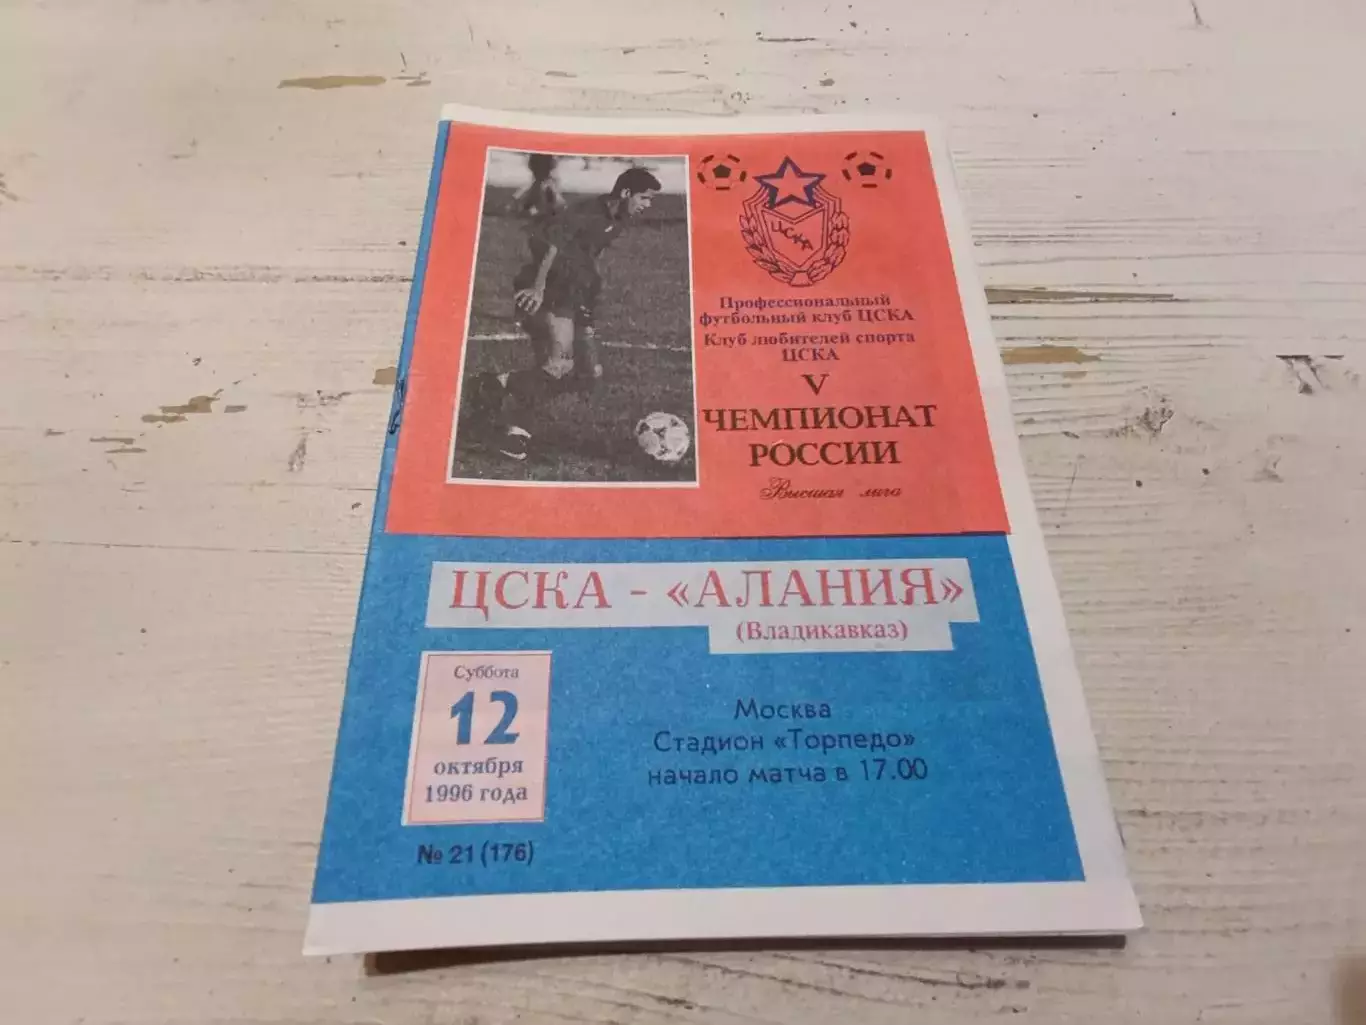 ЦСКА
Профессиональный
футбольный клуб ЦСКА
Клуб любителей спорта
ЦСКА
V
ЧЕМПИОНАТ
РОССИИ
Высшая лига
ЦСКА - «АЛАНИЯ»
(Владикавказ)
Суббота
12
октября
1996 года
Москва
Стадион «Торпедо»
начало матча в 17.00
№ 21 (176)